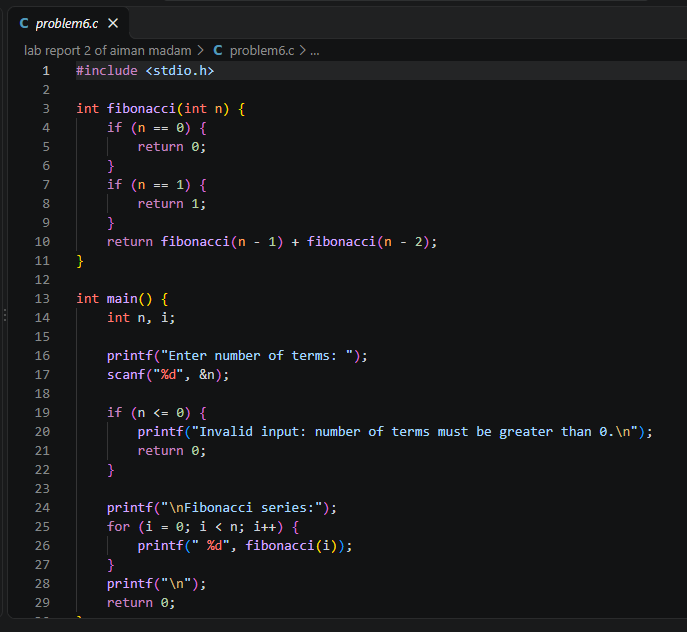 C problem6.c ×
lab report 2 of aiman madam > C problem6.c > ...
1 #include <stdio.h>
2
3 int fibonacci(int n) {
4     if (n == 0) {
5         return 0;
6     }
7     if (n == 1) {
8         return 1;
9     }
10     return fibonacci(n - 1) + fibonacci(n - 2);
11 }
12
13 int main() {
14     int n, i;
15
16     printf("Enter number of terms: ");
17     scanf("%d", &n);
18
19     if (n <= 0) {
20         printf("Invalid input: number of terms must be greater than 0.\n");
21         return 0;
22     }
23
24     printf("\nFibonacci series:");
25     for (i = 0; i < n; i++) {
26         printf(" %d", fibonacci(i));
27     }
28     printf("\n");
29     return 0;